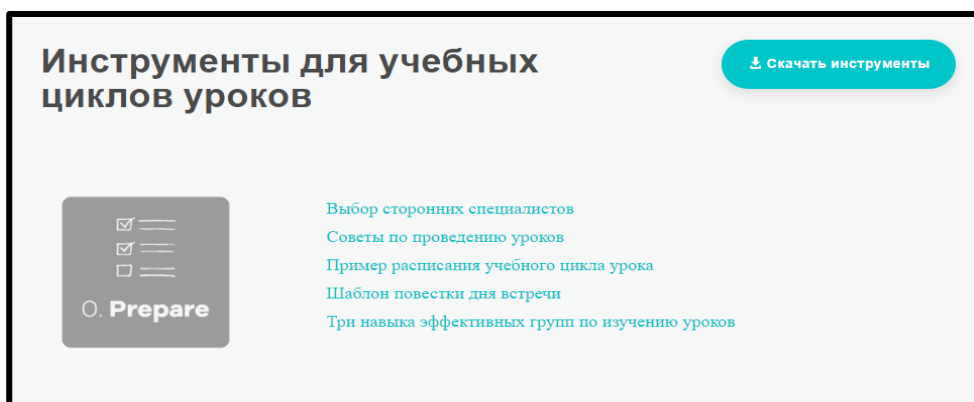 Инструменты для учебных
циклов уроков
Скачать инструменты
0. Prepare
Выбор сторонних специалистов
Советы по проведению уроков
Пример расписания учебного цикла урока
Шаблон повестки дня встречи
Три навыка эффективных групп по изучению уроков